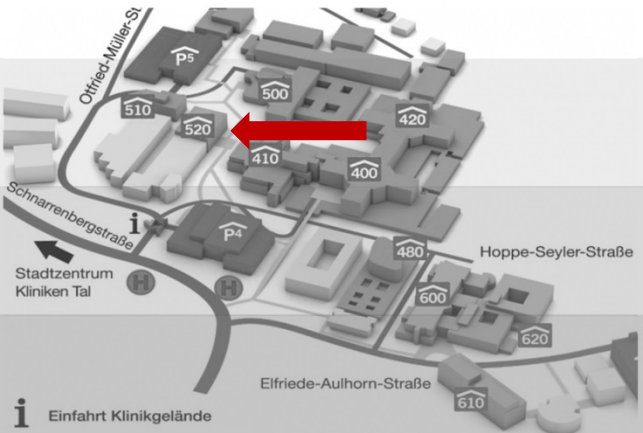 Otfried-Müller-St
P5
500
510
520
420
410
400
Schnarrenbergstraße
i
P4
480
Hoppe-Seyler-Straße
Stadtzentrum
Kliniken Tal
H
H
600
620
Elfriede-Aulhorn-Straße
610
i Einfahrt Klinikgelände